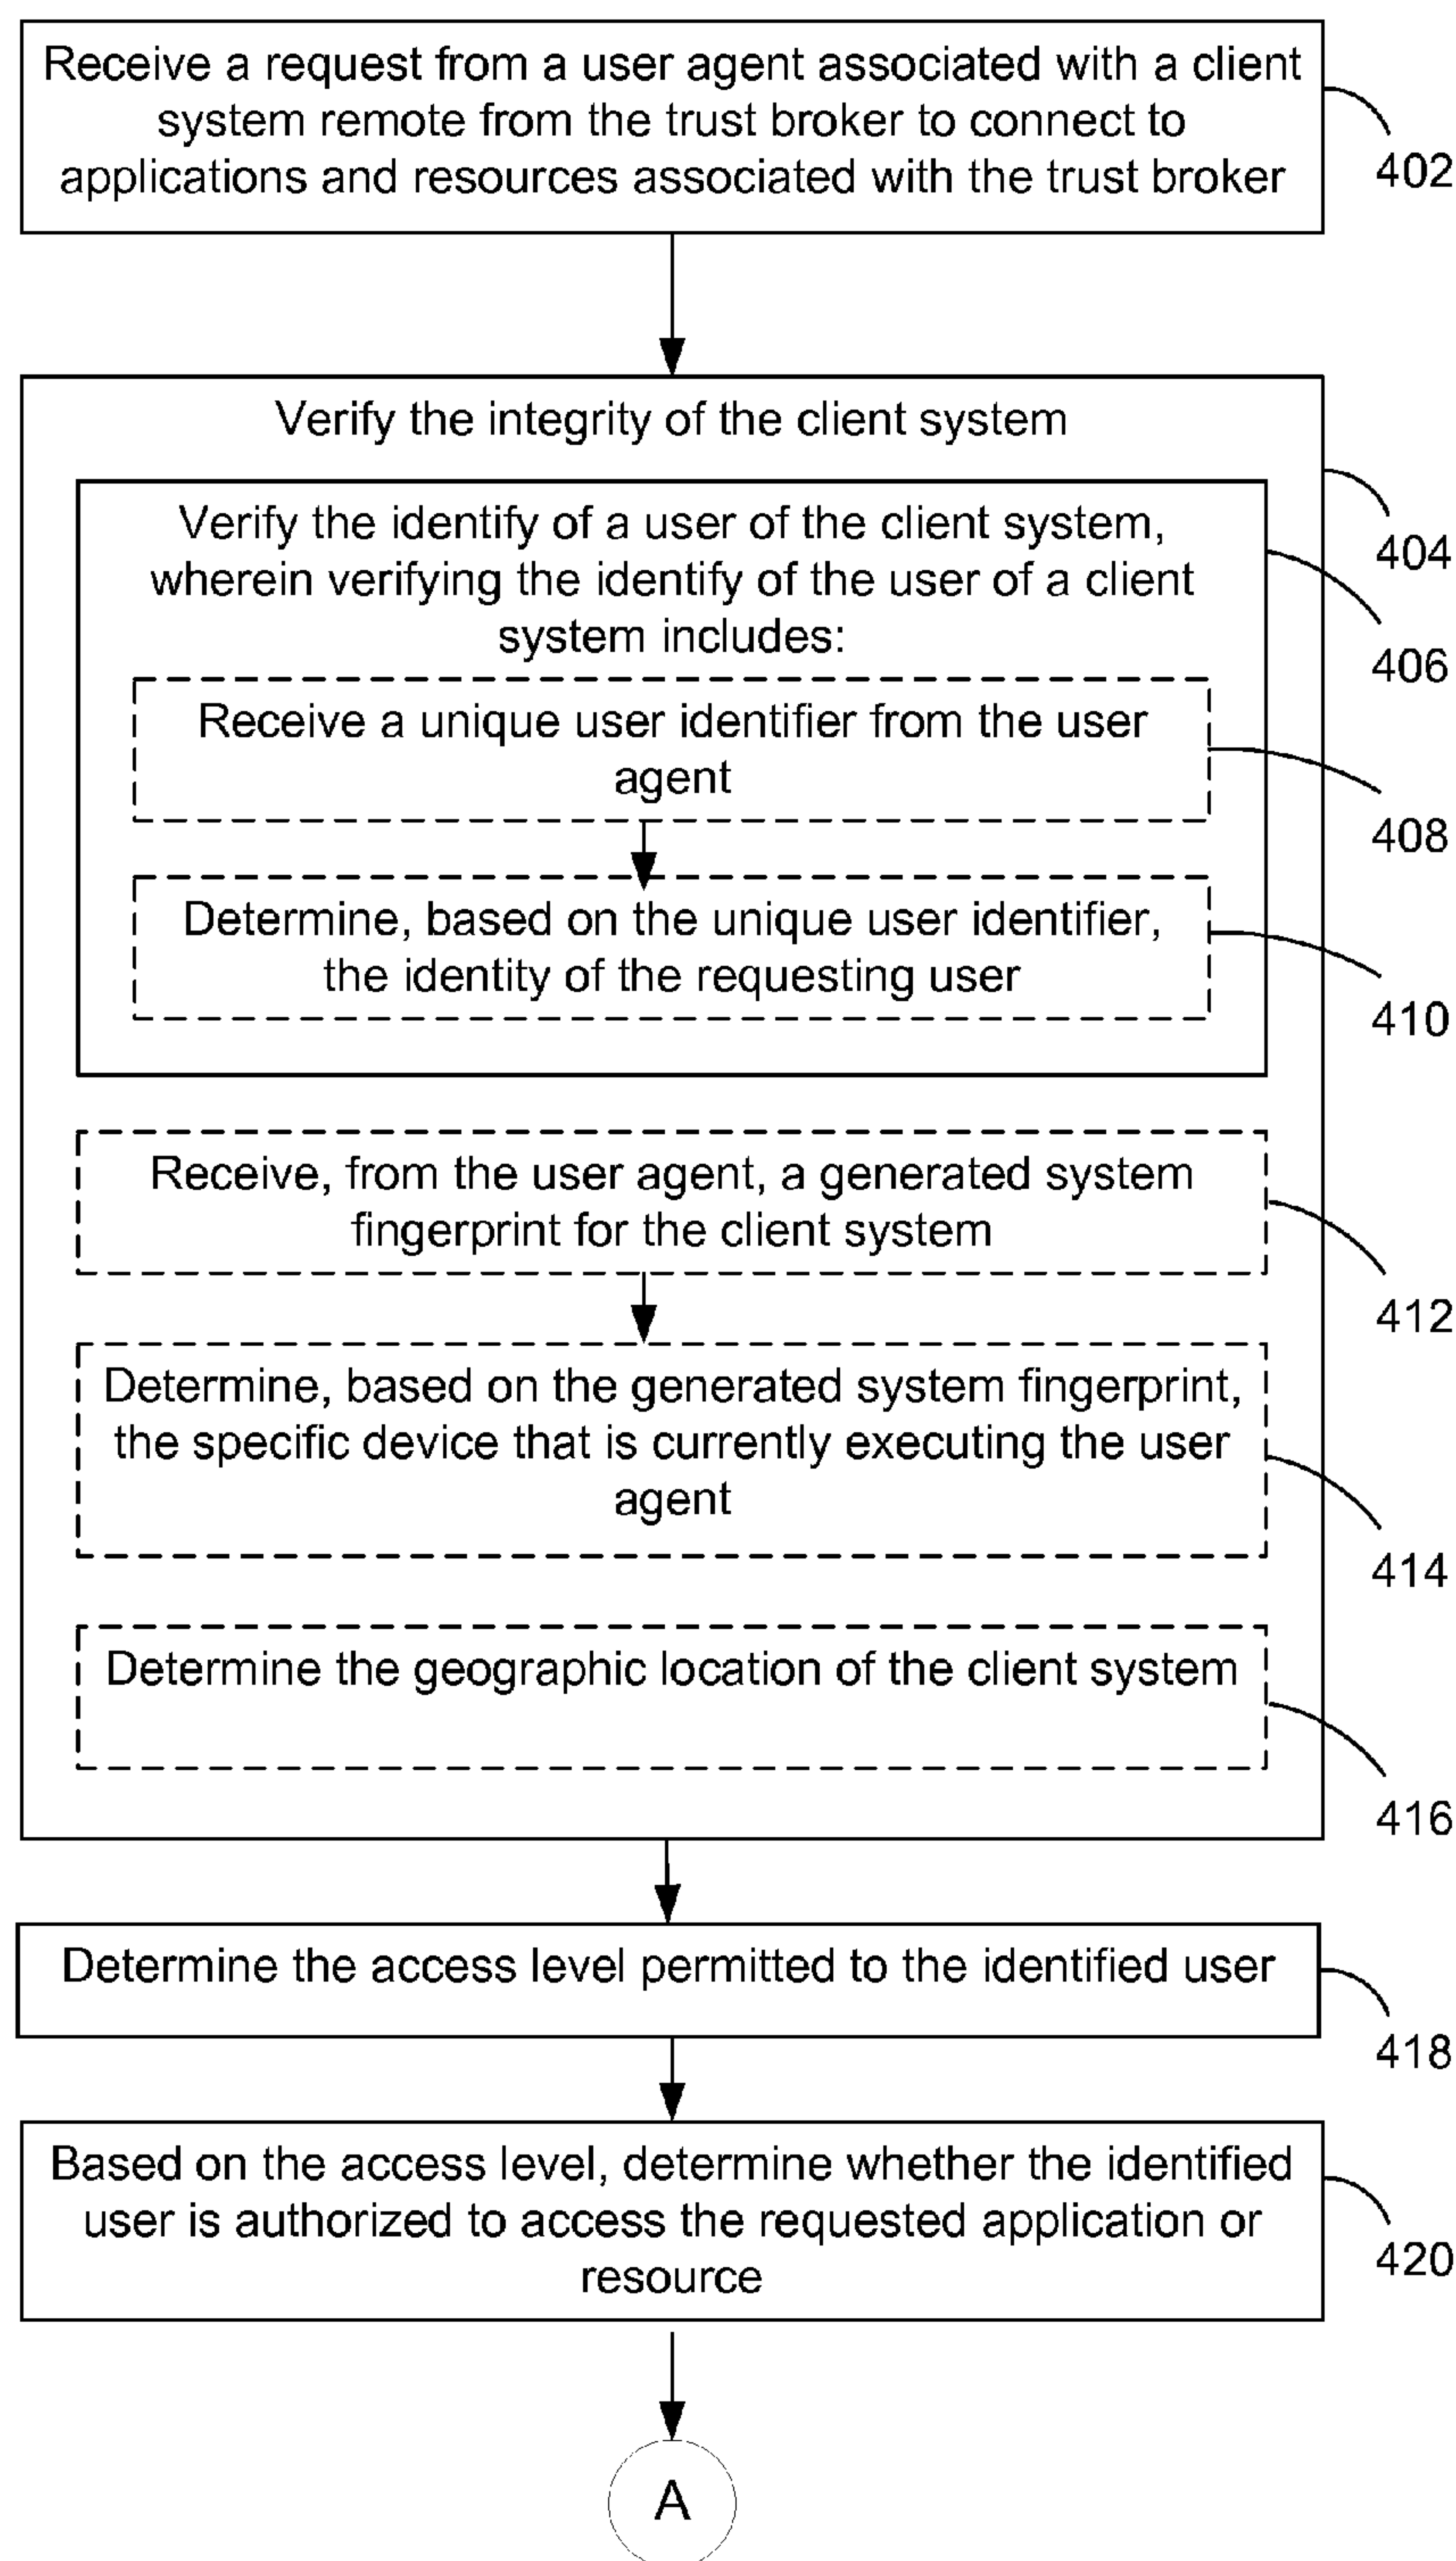 Receive a request from a user agent associated with a client
system remote from the trust broker to connect to
applications and resources associated with the trust broker
402
Verify the integrity of the client system
404
Verify the identify of a user of the client system,
wherein verifying the identify of the user of a client
system includes:
406
Receive a unique user identifier from the user
agent
408
Determine, based on the unique user identifier,
the identity of the requesting user
410
Receive, from the user agent, a generated system
fingerprint for the client system
412
Determine, based on the generated system fingerprint,
the specific device that is currently executing the user
agent
414
Determine the geographic location of the client system
416
Determine the access level permitted to the identified user
418
Based on the access level, determine whether the identified
user is authorized to access the requested application or
resource
420
A